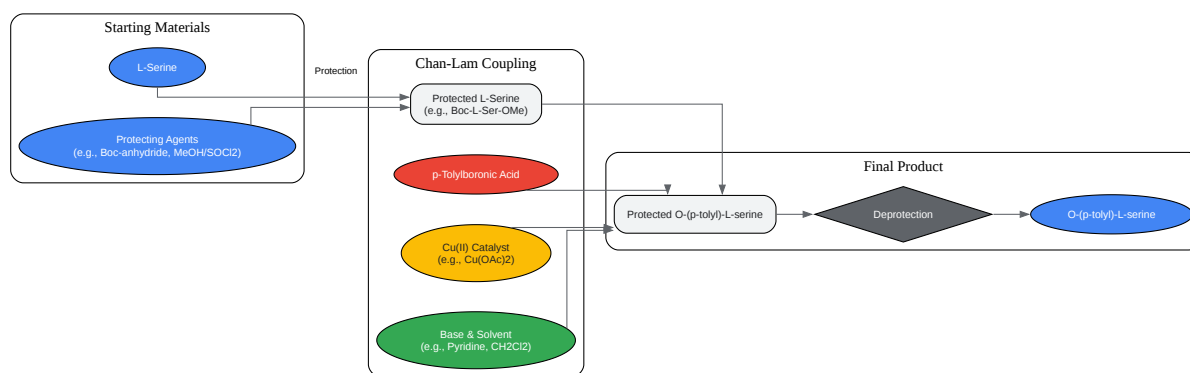 Starting Materials
L-Serine
Protecting Agents
(e.g., Boc-anhydride, MeOH/SOCl2)
Protection
Chan-Lam Coupling
Protected L-Serine
(e.g., Boc-L-Ser-OMe)
p-Tolylboronic Acid
Cu(II) Catalyst
(e.g., Cu(OAc)2)
Base & Solvent
(e.g., Pyridine, CH2Cl2)
Final Product
Protected O-(p-tolyl)-L-serine
Deprotection
O-(p-tolyl)-L-serine